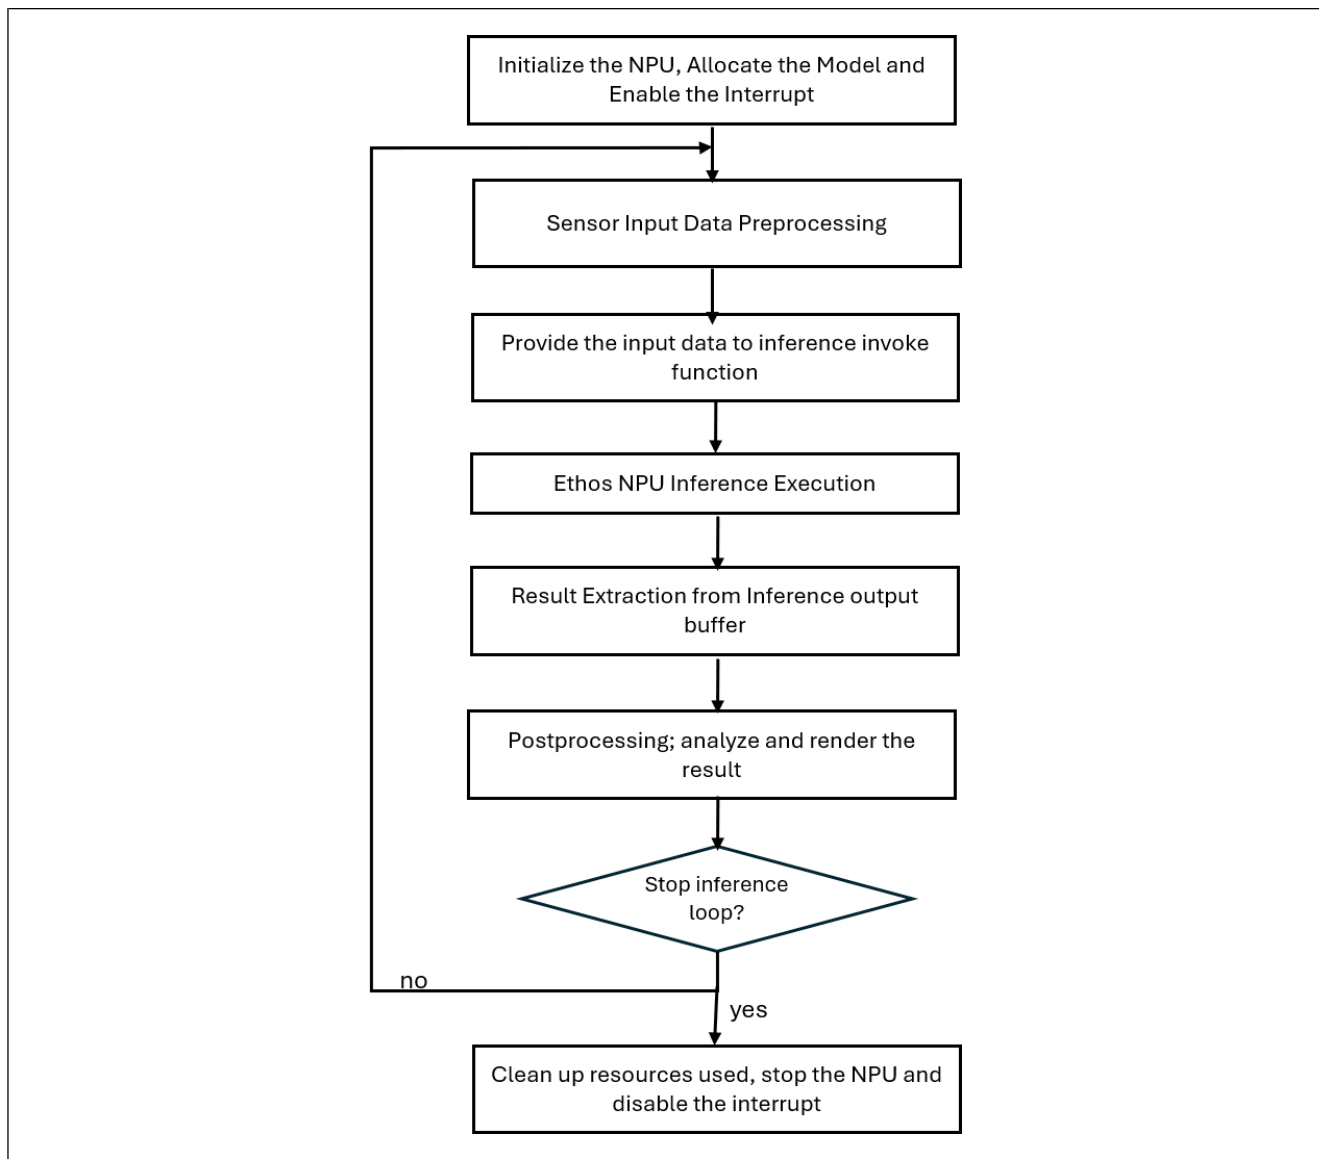 Initialize the NPU, Allocate the Model and
Enable the Interrupt
Sensor Input Data Preprocessing
Provide the input data to inference invoke
function
Ethos NPU Inference Execution
Result Extraction from Inference output
buffer
Postprocessing; analyze and render the
result
Stop inference
loop?
no
yes
Clean up resources used, stop the NPU and
disable the interrupt